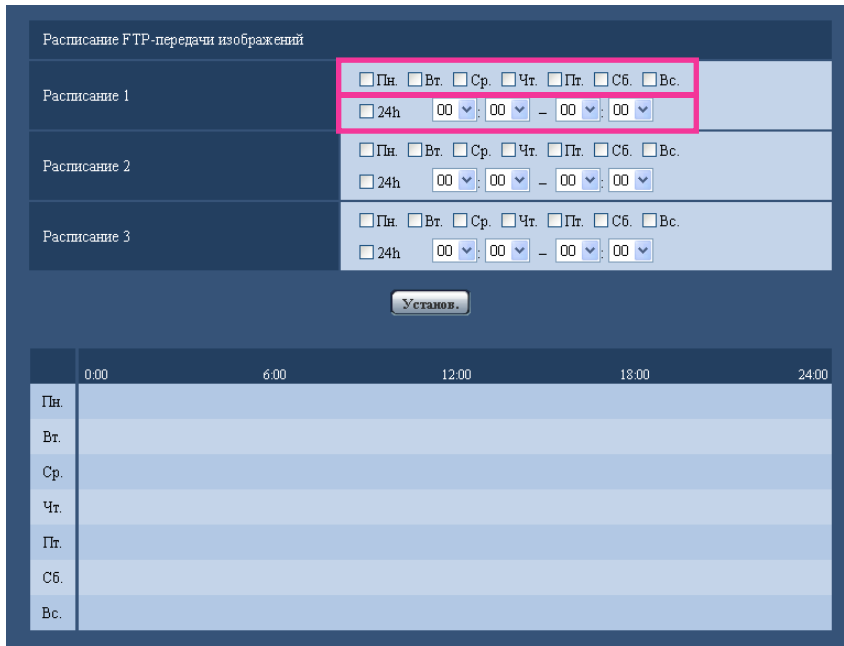 Расписание FTP-передачи изображений
Расписание 1
Пн. Вт. Ср. Чт. Пт. Сб. Вс.
24h 00 : 00 – 00 : 00
Расписание 2
Пн. Вт. Ср. Чт. Пт. Сб. Вс.
24h 00 : 00 – 00 : 00
Расписание 3
Пн. Вт. Ср. Чт. Пт. Сб. Вс.
24h 00 : 00 – 00 : 00
Установ.
0:00 6:00 12:00 18:00 24:00
Пн.
Вт.
Ср.
Чт.
Пт.
Сб.
Вс.